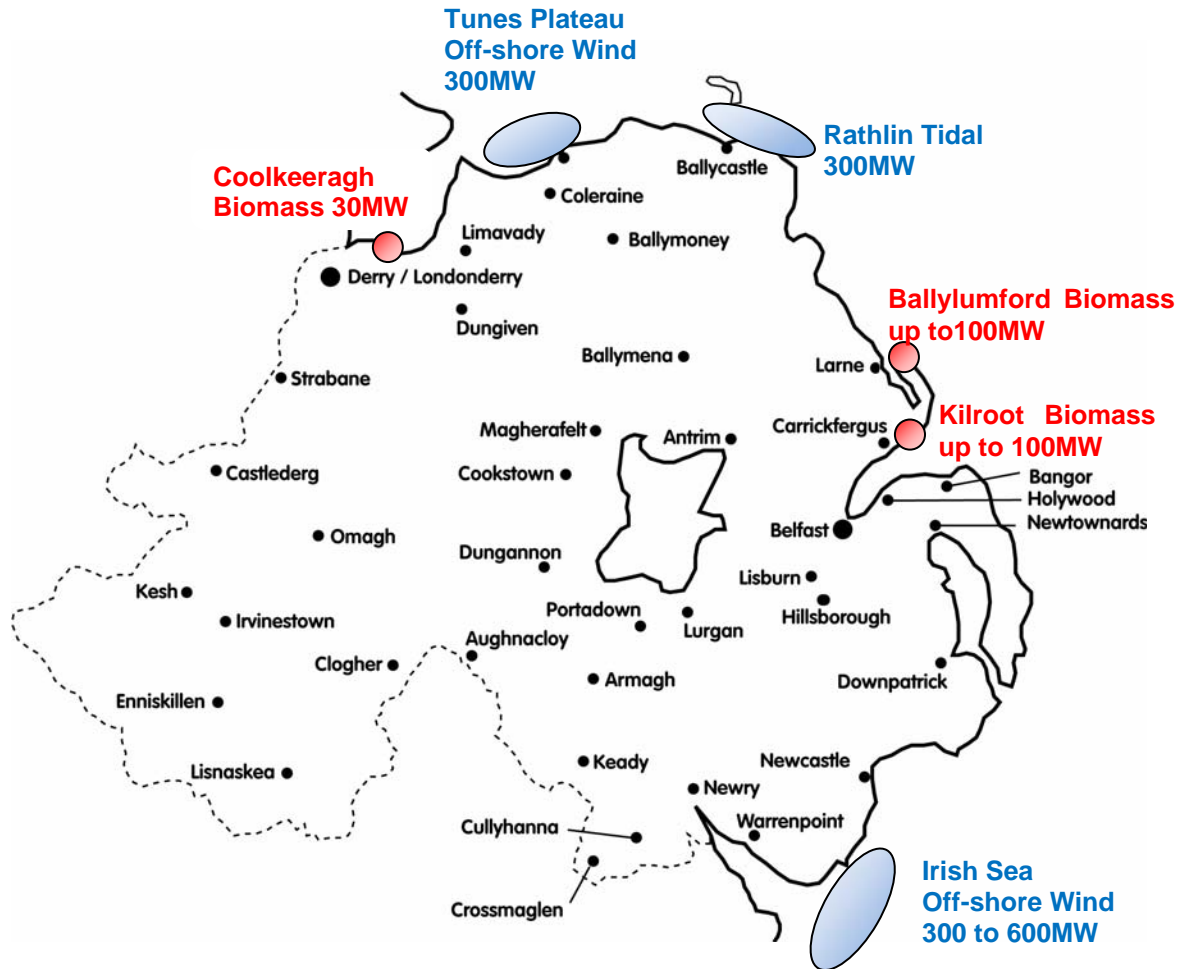 Tunes Plateau
Off-shore Wind
300MW
Rathlin Tidal
300MW
Ballycastle
Coolkeeragh
Biomass 30MW
Coleraine
Limavady
Ballymoney
Derry / Londonderry
Dungiven
Ballylumford Biomass
up to100MW
Ballymena
Larne
Strabane
Kilroot Biomass
up to 100MW
Magherafelt
Antrim
Carrickfergus
Castlederg
Cookstown
Bangor
Holywood
Newtownards
Belfast
Omagh
Dungannon
Lisburn
Kesh
Hillsborough
Portadown
Lurgan
Irvinestown
Aughnacloy
Clogher
Armagh
Downpatrick
Enniskillen
Keady
Newcastle
Lisnaskea
Newry
Warrenpoint
Cullyhanna
Crossmaglen
Irish Sea
Off-shore Wind
300 to 600MW